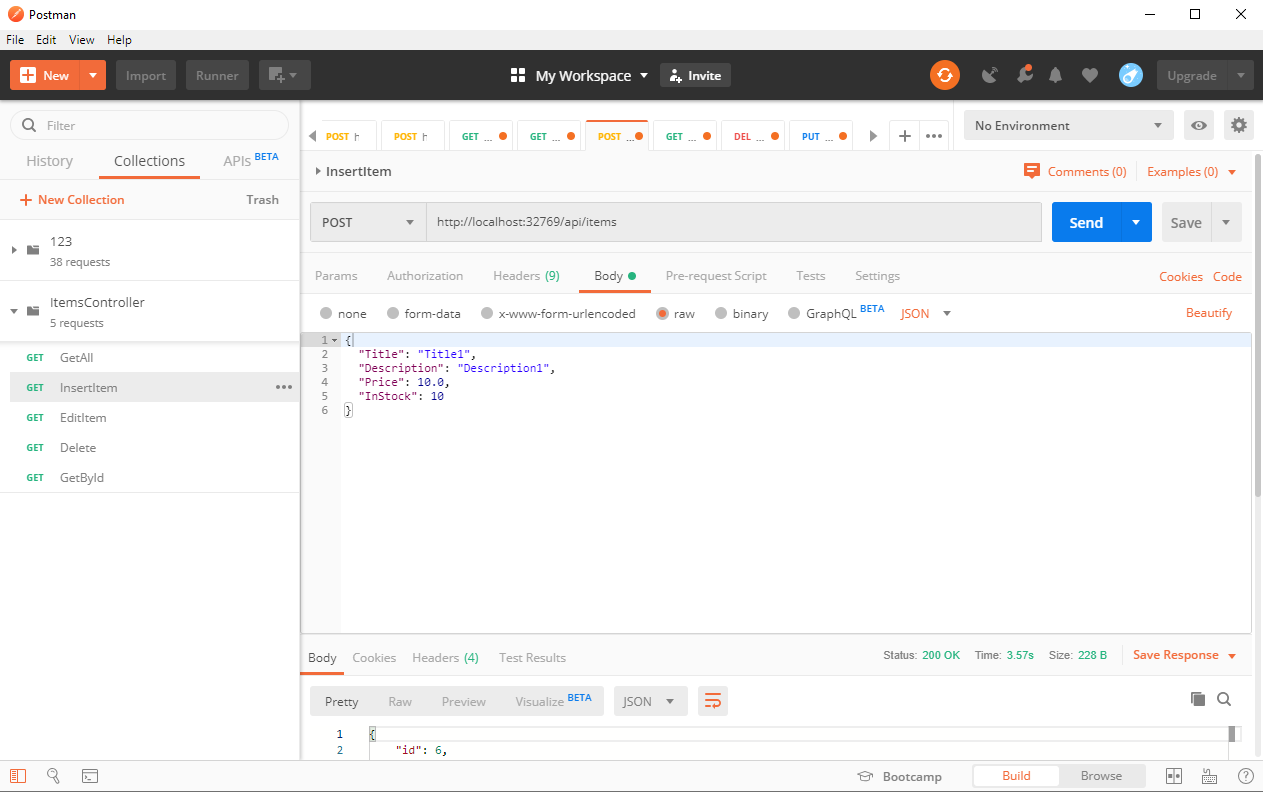 Postman
File Edit View Help
New Import Runner My Workspace Invite Upgrade
Filter
History Collections APIs BETA
New Collection Trash
123
38 requests
ItemsController
5 requests
GET GetAll
GET InsertItem
GET EditItem
GET Delete
GET GetById
POST POST GET ... GET ... POST ... GET ... DEL ... PUT ...
No Environment
InsertItem Comments (0) Examples (0)
POST http://localhost:32769/api/items Send Save
Params Authorization Headers (9) Body Pre-request Script Tests Settings Cookies Code
none form-data x-www-form-urlencoded raw binary GraphQL BETA JSON Beautify
1 {
2 "Title": "Title1",
3 "Description": "Description1",
4 "Price": 10.0,
5 "InStock": 10
6 }
Body Cookies Headers (4) Test Results Status: 200 OK Time: 3.57s Size: 228 B Save Response
Pretty Raw Preview Visualize BETA JSON
1 {
2 "id": 6,
Bootcamp Build Browse